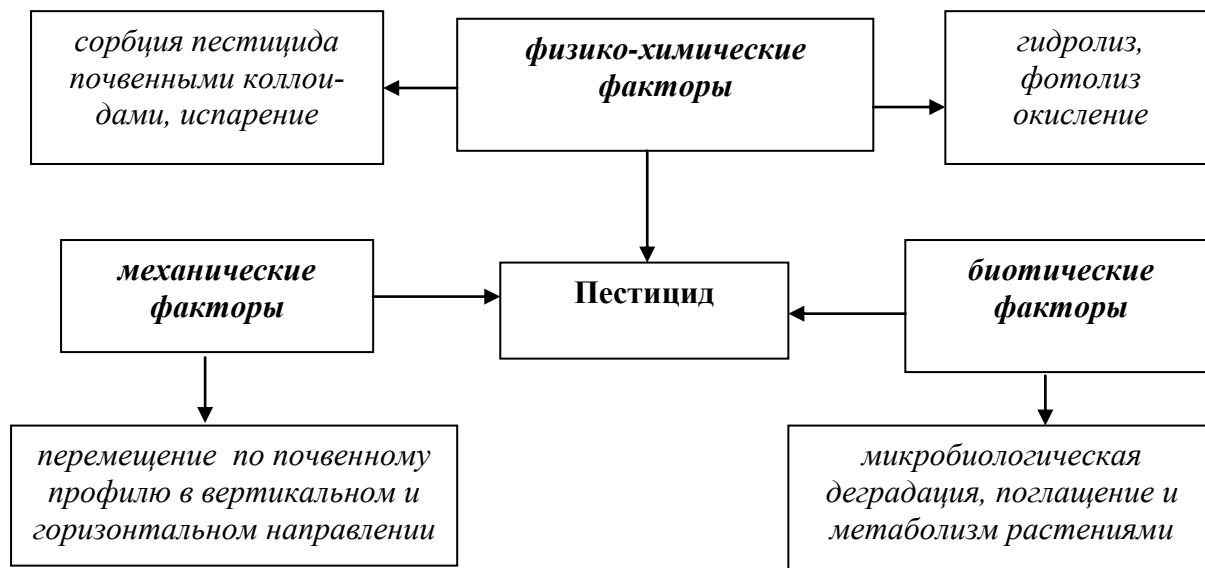 сорбция пестицида
почвенными коллои-
дами, испарение
физико-химические
факторы
гидролиз,
фотолиз
окисление
механические
факторы
Пестицид
биотические
факторы
перемещение по почвенному
профилю в вертикальном и
горизонтальном направлении
микробиологическая
деградация, поглащение и
метаболизм растениями